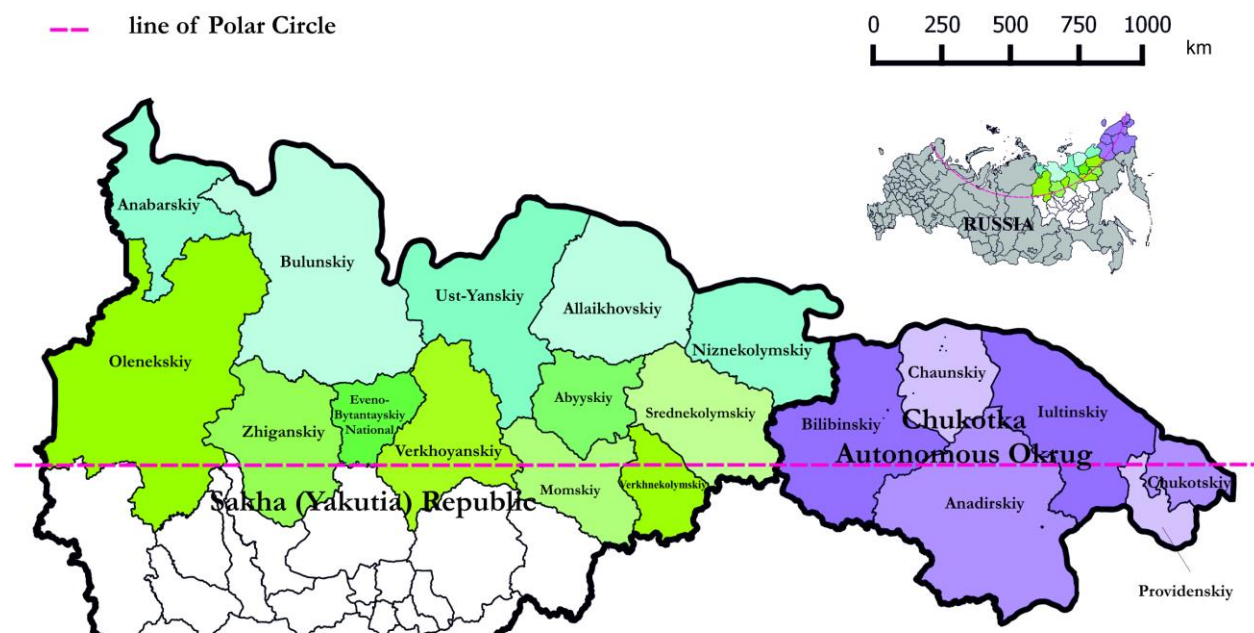 line of Polar Circle
0 250 500 750 1000
km
RUSSIA
Anabarskiy
Bulunskiy
Ust-Yanskiy
Allaikhovskiy
Niznekolymskiy
Olenekskiy
Zhiganskiy
Eveno-
Bytantayskiy
National
Verkhoyanskiy
Abyyskiy
Srednekolymskiy
Momskiy
Verkhnekolymskiy
Sakha (Yakutia) Republic
Chaunskiy
Bilibinskiy
Iultinskiy
Chukotka
Autonomous Okrug
Anadirskiy
Chukotskiy
Providenskiy